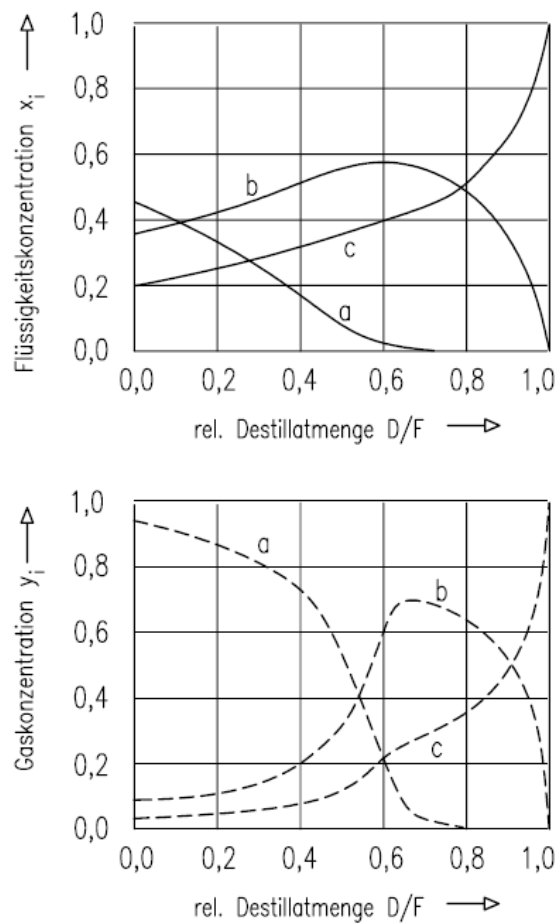 1,0
0,8
0,6
0,4
0,2
0,0
Flüssigkeitskonzentration xi
b
c
a
0,0 0,2 0,4 0,6 0,8 1,0
rel. Destillatmenge D/F
1,0
0,8
0,6
0,4
0,2
0,0
Gaskonzentration yi
a
b
c
0,0 0,2 0,4 0,6 0,8 1,0
rel. Destillatmenge D/F